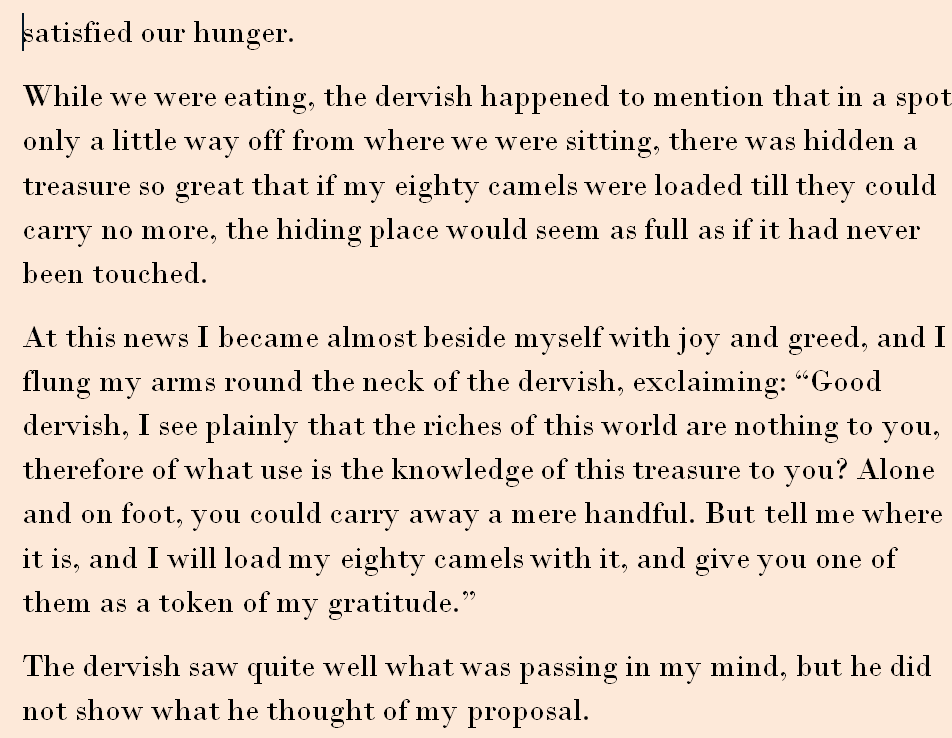 satisfied our hunger.
While we were eating, the dervish happened to mention that in a spot
only a little way off from where we were sitting, there was hidden a
treasure so great that if my eighty camels were loaded till they could
carry no more, the hiding place would seem as full as if it had never
been touched.
At this news I became almost beside myself with joy and greed, and I
flung my arms round the neck of the dervish, exclaiming: “Good
dervish, I see plainly that the riches of this world are nothing to you,
therefore of what use is the knowledge of this treasure to you? Alone
and on foot, you could carry away a mere handful. But tell me where
it is, and I will load my eighty camels with it, and give you one of
them as a token of my gratitude.”
The dervish saw quite well what was passing in my mind, but he did
not show what he thought of my proposal.